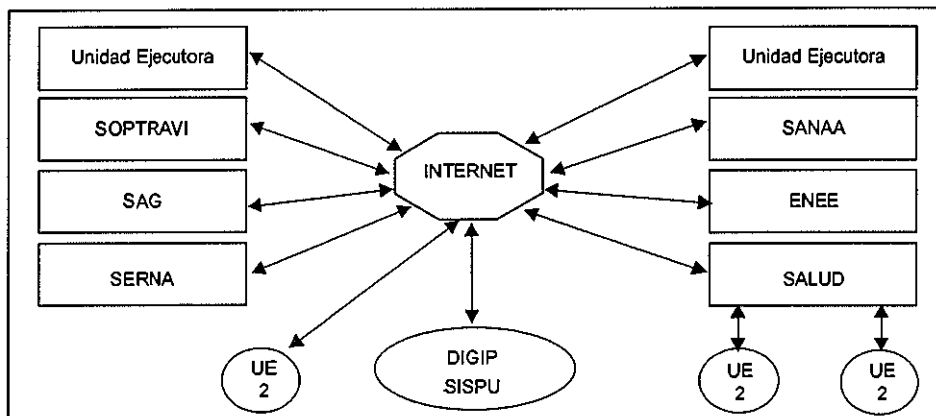 Unidad Ejecutora
SOPTRAVI
SAG
SERNA
INTERNET
Unidad Ejecutora
SANAA
ENEE
SALUD
UE
2
DIGIP
SISPU
UE
2
UE
2